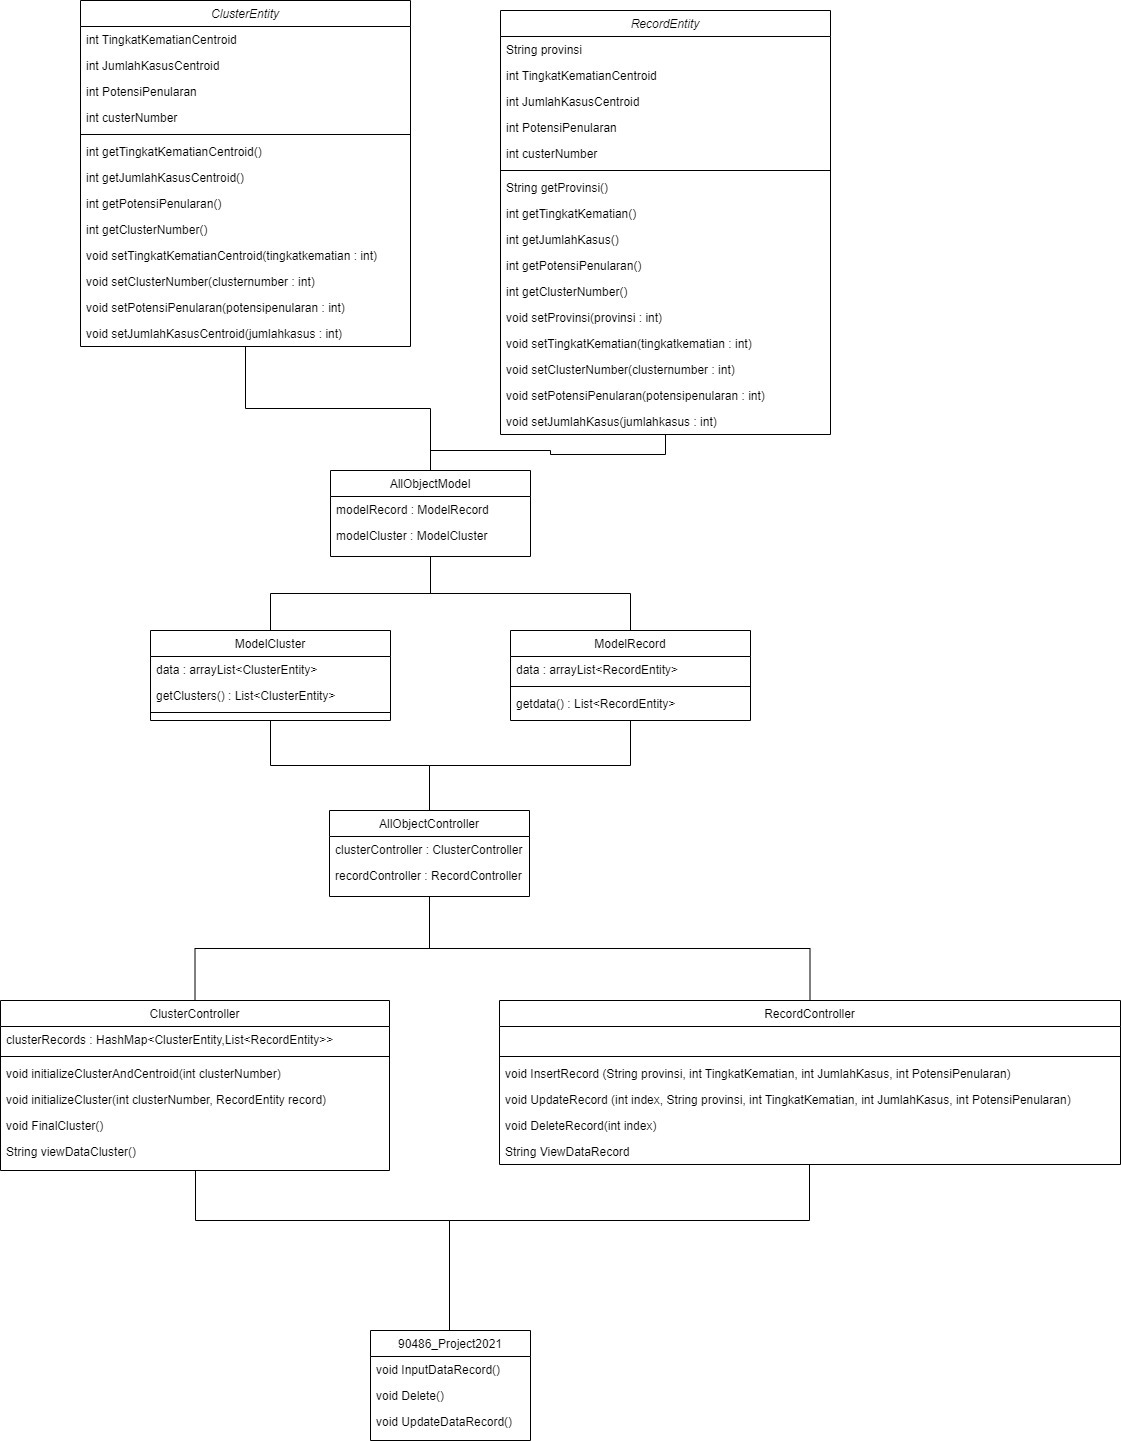 ClusterEntity
int TingkatKematianCentroid
int JumlahKasusCentroid
int PotensiPenularan
int custerNumber
int getTingkatKematianCentroid()
int getJumlahKasusCentroid()
int getPotensiPenularan()
int getClusterNumber()
void setTingkatKematianCentroid(tingkatkematian : int)
void setClusterNumber(clusternumber : int)
void setPotensiPenularan(potensipenularan : int)
void setJumlahKasusCentroid(jumlahkasus : int)
RecordEntity
String provinsi
int TingkatKematianCentroid
int JumlahKasusCentroid
int PotensiPenularan
int custerNumber
String getProvinsi()
int getTingkatKematian()
int getJumlahKasus()
int getPotensiPenularan()
int getClusterNumber()
void setProvinsi(provinsi : int)
void setTingkatKematian(tingkatkematian : int)
void setClusterNumber(clusternumber : int)
void setPotensiPenularan(potensipenularan : int)
void setJumlahKasus(jumlahkasus : int)
AllObjectModel
modelRecord : ModelRecord
modelCluster : ModelCluster
ModelCluster
data : arrayList<ClusterEntity>
getClusters() : List<ClusterEntity>
ModelRecord
data : arrayList<RecordEntity>
getdata() : List<RecordEntity>
AllObjectController
clusterController : ClusterController
recordController : RecordController
ClusterController
clusterRecords : HashMap<ClusterEntity,List<RecordEntity>>
void initializeClusterAndCentroid(int clusterNumber)
void initializeCluster(int clusterNumber, RecordEntity record)
void FinalCluster()
String viewDataCluster()
RecordController
void InsertRecord (String provinsi, int TingkatKematian, int JumlahKasus, int PotensiPenularan)
void UpdateRecord (int index, String provinsi, int TingkatKematian, int JumlahKasus, int PotensiPenularan)
void DeleteRecord(int index)
String ViewDataRecord
90486_Project2021
void InputDataRecord()
void Delete()
void UpdateDataRecord()